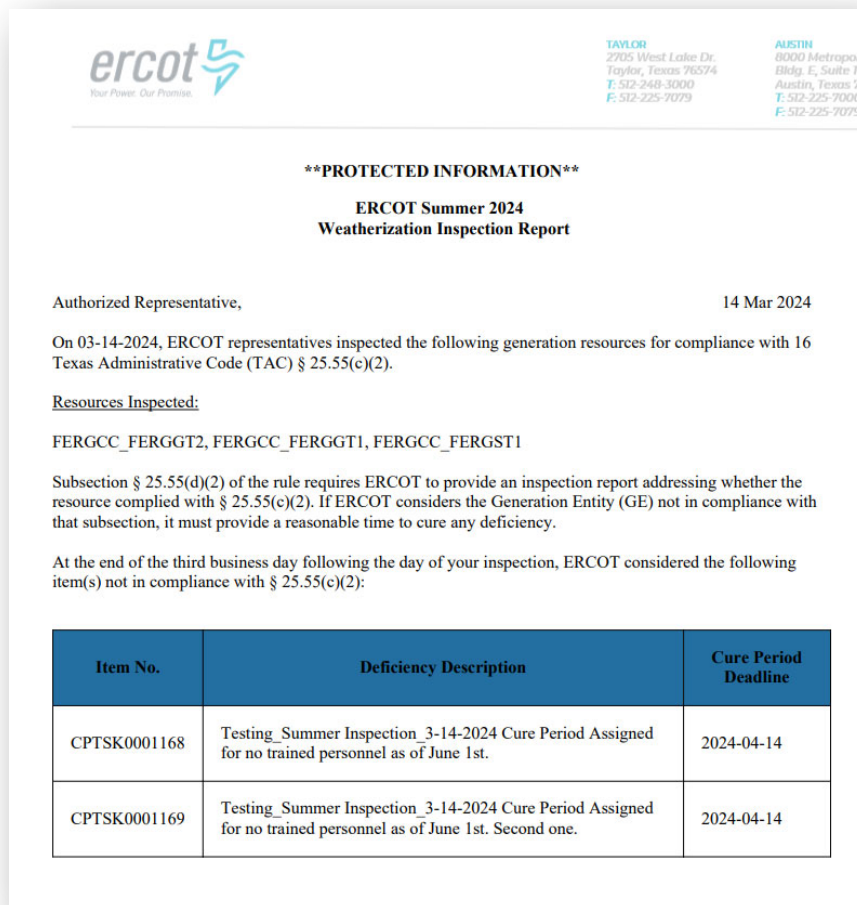 ercot
Your Power. Our Promise.
TAYLOR
2705 West Lake Dr.
Taylor, Texas 76574
T: 512-248-3000
F: 512-225-7079
AUSTIN
8000
Bldg. E, Suite
Austin, Texas
T:
F:
**PROTECTED INFORMATION**
ERCOT Summer 2024
Weatherization Inspection Report
Authorized Representative, 14 Mar 2024
On 03-14-2024, ERCOT representatives inspected the following generation resources for compliance with 16
Texas Administrative Code (TAC) § 25.55(c)(2).
Resources Inspected:
FERGCC_FERGGT2, FERGCC_FERGGT1, FERGCC_FERGST1
Subsection § 25.55(d)(2) of the rule requires ERCOT to provide an inspection report addressing whether the
resource complied with § 25.55(c)(2). If ERCOT considers the Generation Entity (GE) not in compliance with
that subsection, it must provide a reasonable time to cure any deficiency.
At the end of the third business day following the day of your inspection, ERCOT considered the following
item(s) not in compliance with § 25.55(c)(2):
Item No.
Deficiency Description
Cure Period
Deadline
CPTSK0001168
Testing_Summer Inspection_3-14-2024 Cure Period Assigned
for no trained personnel as of June 1st.
2024-04-14
CPTSK0001169
Testing_Summer Inspection_3-14-2024 Cure Period Assigned
for no trained personnel as of June 1st. Second one.
2024-04-14